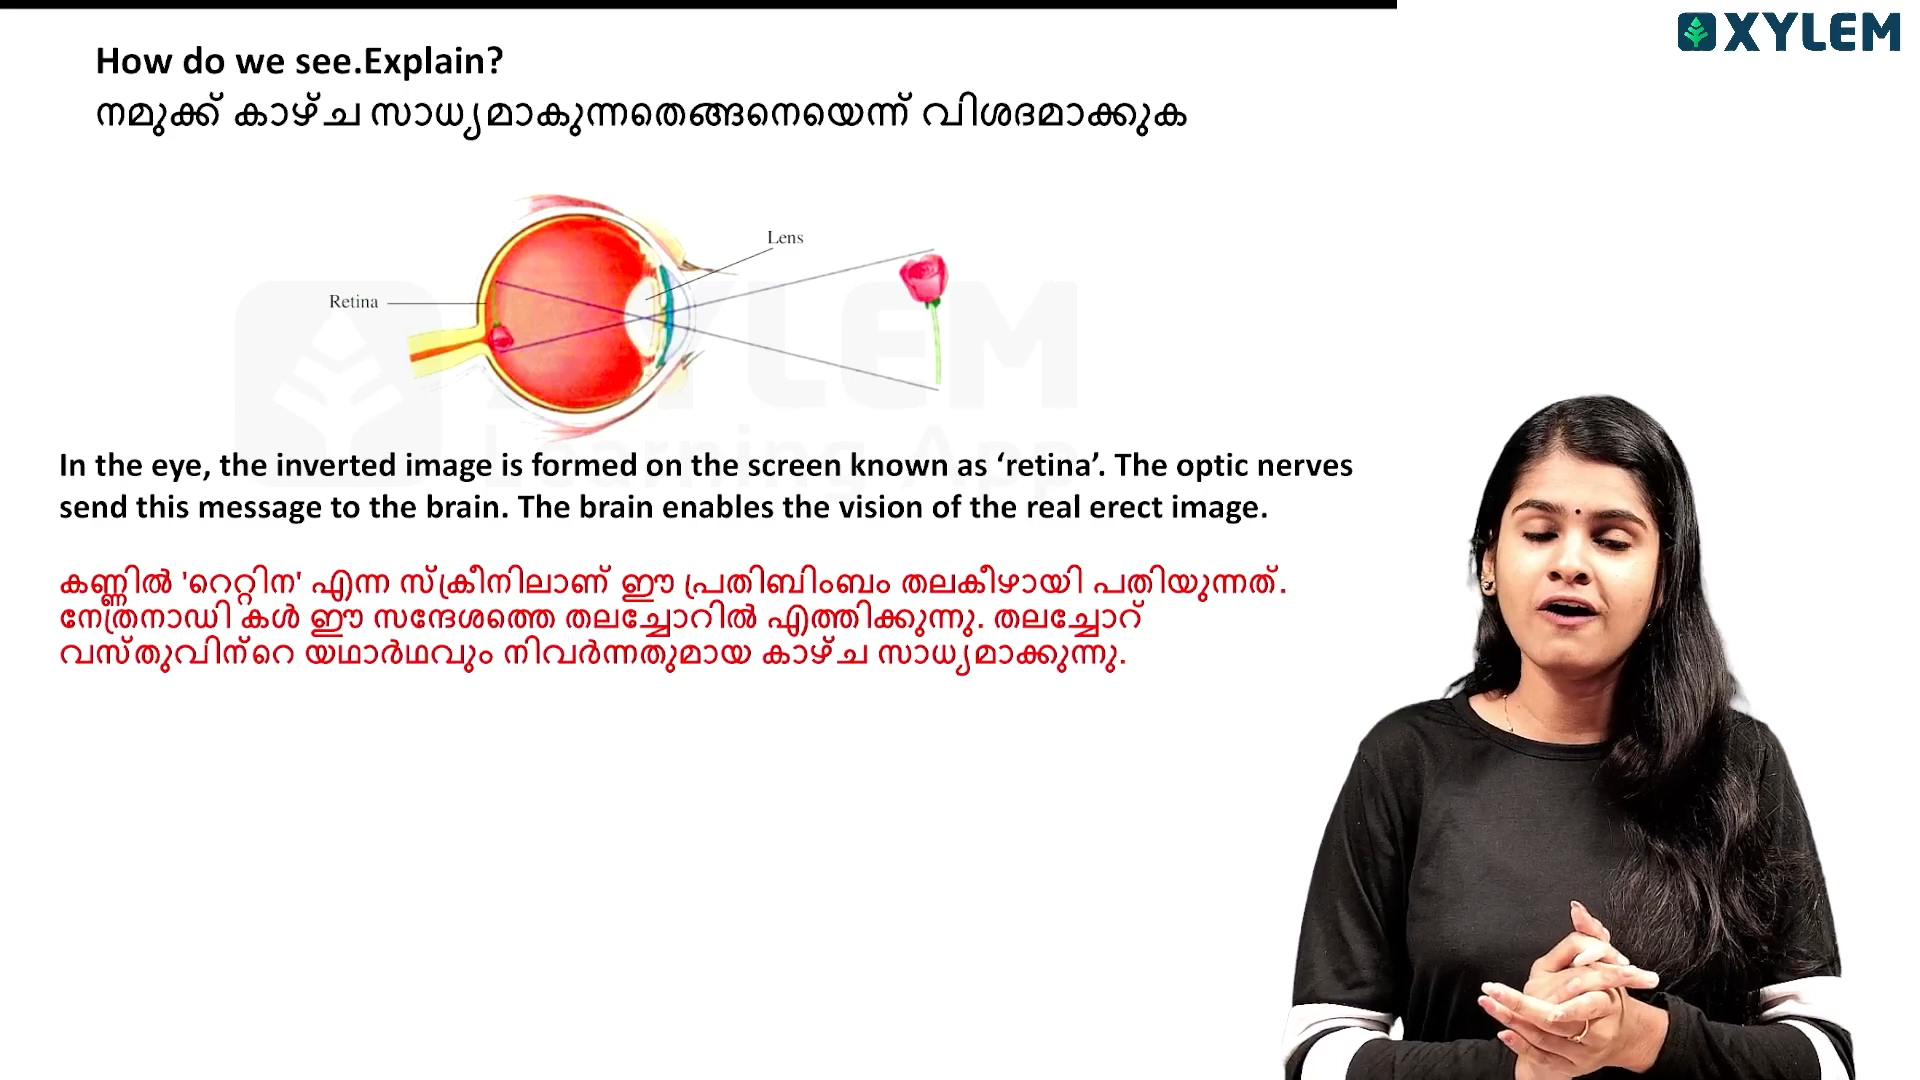 XYLEM
How do we see.Explain?
നമുക്ക് കാഴ്ച സാധ്യമാകുന്നതെങ്ങനെയെന്ന് വിശദമാക്കുക
Lens
Retina
XYLEM
Learning App
In the eye, the inverted image is formed on the screen known as ‘retina’. The optic nerves
send this message to the brain. The brain enables the vision of the real erect image.
കണ്ണിൽ 'റെറ്റിന' എന്ന സ്ക്രീനിലാണ് ഈ പ്രതിബിംബം തലകീഴായി പതിയുന്നത്.
നേത്രനാഡി കൾ ഈ സന്ദേശത്തെ തലച്ചോറിൽ എത്തിക്കുന്നു. തലച്ചോറ്
വസ്തുവിന്റെ യഥാർഥവും നിവർന്നതുമായ കാഴ്ച സാധ്യമാക്കുന്നു.